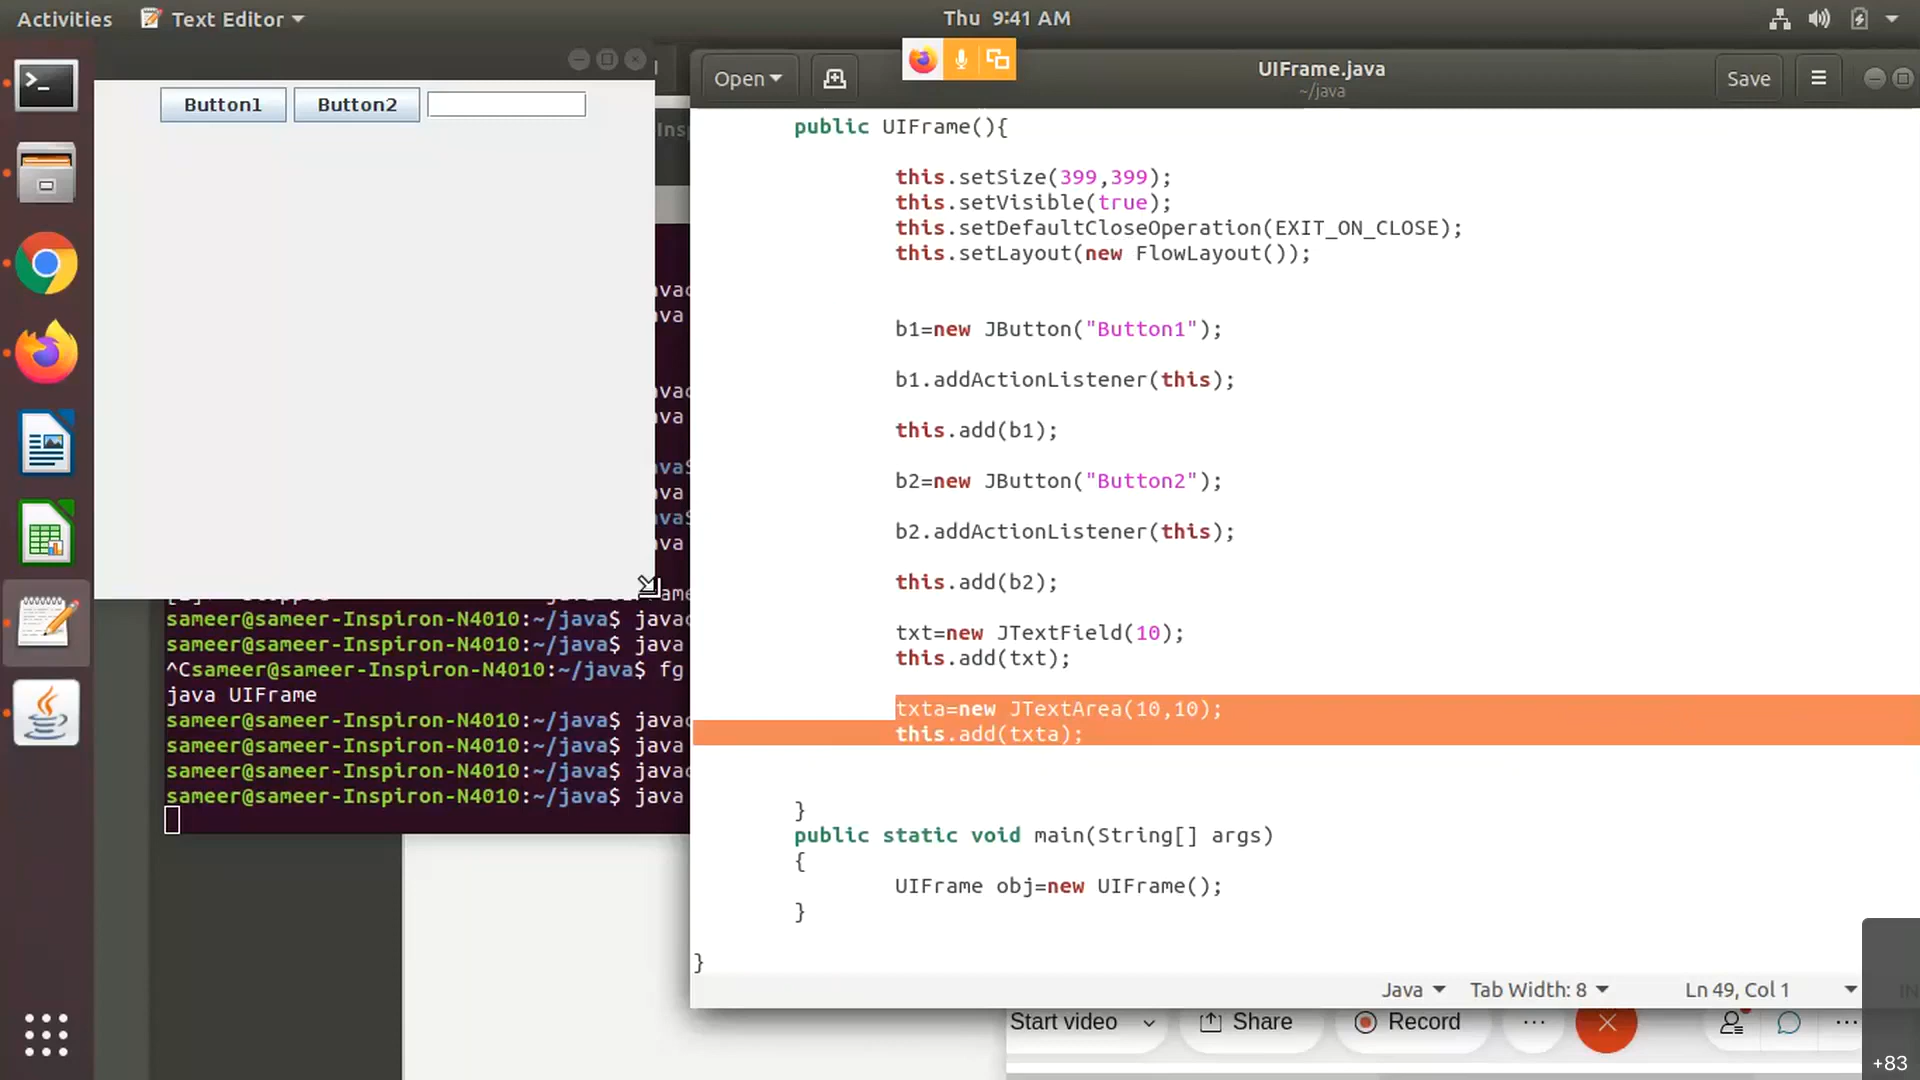 Activities
Text Editor
Thu 9:41 AM
Button1
Button2
Open
UIFrame.java
~/java
Save
public UIFrame(){
this.setSize(399,399);
this.setVisible(true);
this.setDefaultCloseOperation(EXIT_ON_CLOSE);
this.setLayout(new FlowLayout());
b1=new JButton("Button1");
b1.addActionListener(this);
this.add(b1);
b2=new JButton("Button2");
b2.addActionListener(this);
this.add(b2);
txt=new JTextField(10);
this.add(txt);
txta=new JTextArea(10,10);
this.add(txta);
}
public static void main(String[] args)
{
UIFrame obj=new UIFrame();
}
}
sameer@sameer-Inspiron-N4010:~/java$ javac
sameer@sameer-Inspiron-N4010:~/java$ java
^Csameer@sameer-Inspiron-N4010:~/java$ fg
java UIFrame
sameer@sameer-Inspiron-N4010:~/java$ javac
sameer@sameer-Inspiron-N4010:~/java$ java
sameer@sameer-Inspiron-N4010:~/java$ javac
sameer@sameer-Inspiron-N4010:~/java$ java
Java
Tab Width: 8
Ln 49, Col 1
Start video
Share
Record
+83